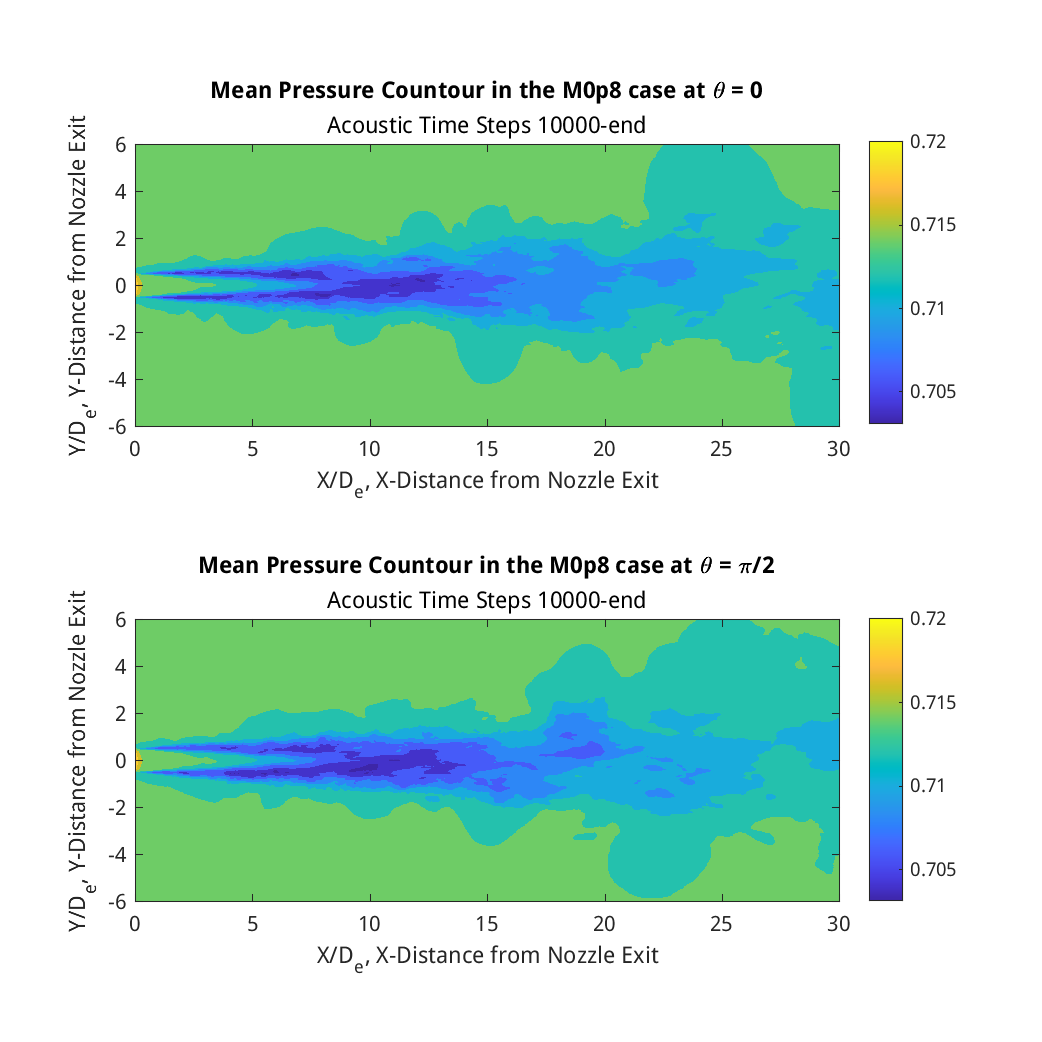 Mean Pressure Countour in the M0p8 case at θ = 0
Acoustic Time Steps 10000-end
Y/De, Y-Distance from Nozzle Exit
6
4
2
0
-2
-4
-6
0 5 10 15 20 25 30
X/De, X-Distance from Nozzle Exit
0.72
0.715
0.71
0.705
Mean Pressure Countour in the M0p8 case at θ = π/2
Acoustic Time Steps 10000-end
Y/De, Y-Distance from Nozzle Exit
6
4
2
0
-2
-4
-6
0 5 10 15 20 25 30
X/De, X-Distance from Nozzle Exit
0.72
0.715
0.71
0.705